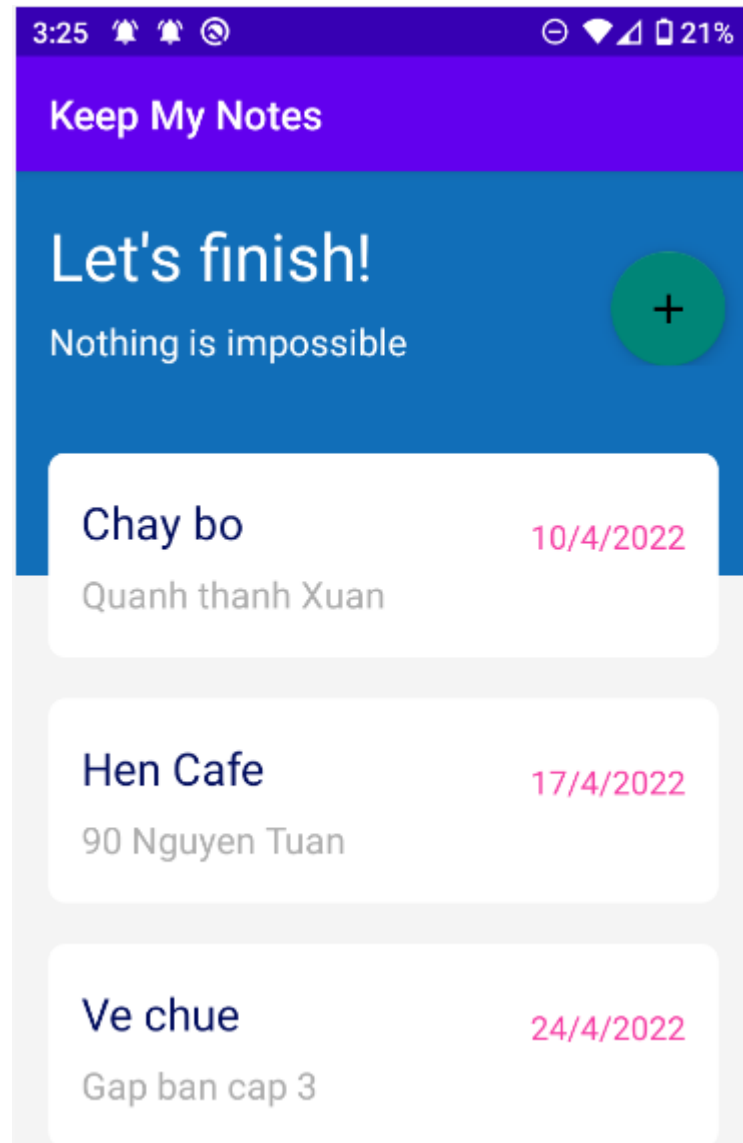 3:25 21%
Keep My Notes
Let's finish!
Nothing is impossible
+
Chay bo 10/4/2022
Quanh thanh Xuan
Hen Cafe 17/4/2022
90 Nguyen Tuan
Ve chue 24/4/2022
Gap ban cap 3